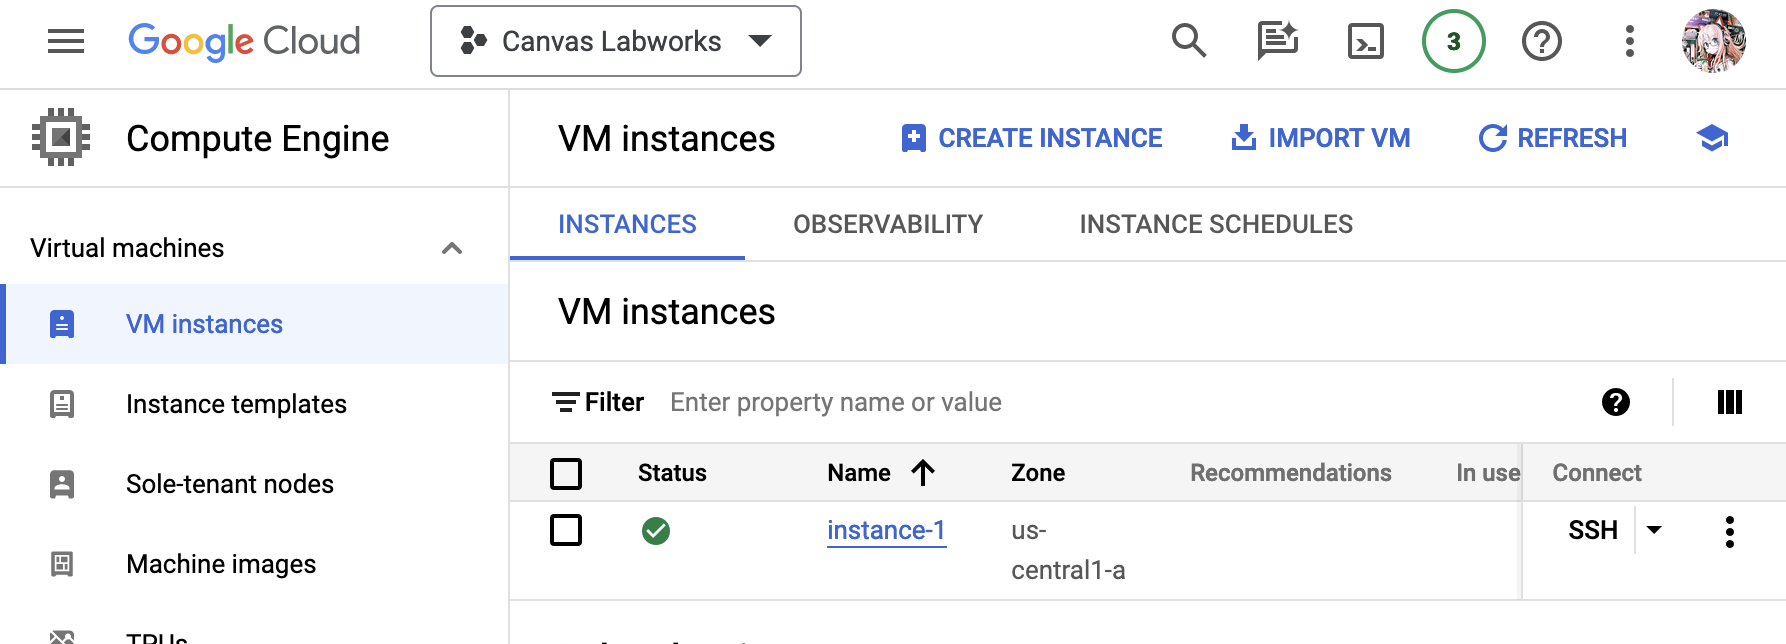 Google Cloud
Canvas Labworks
3
Compute Engine
VM instances
CREATE INSTANCE
IMPORT VM
REFRESH
Virtual machines
VM instances
Instance templates
Sole-tenant nodes
Machine images
TPUs
INSTANCES
OBSERVABILITY
INSTANCE SCHEDULES
VM instances
Filter Enter property name or value
Status Name Zone Recommendations In use Connect
instance-1 us- SSH
central1-a